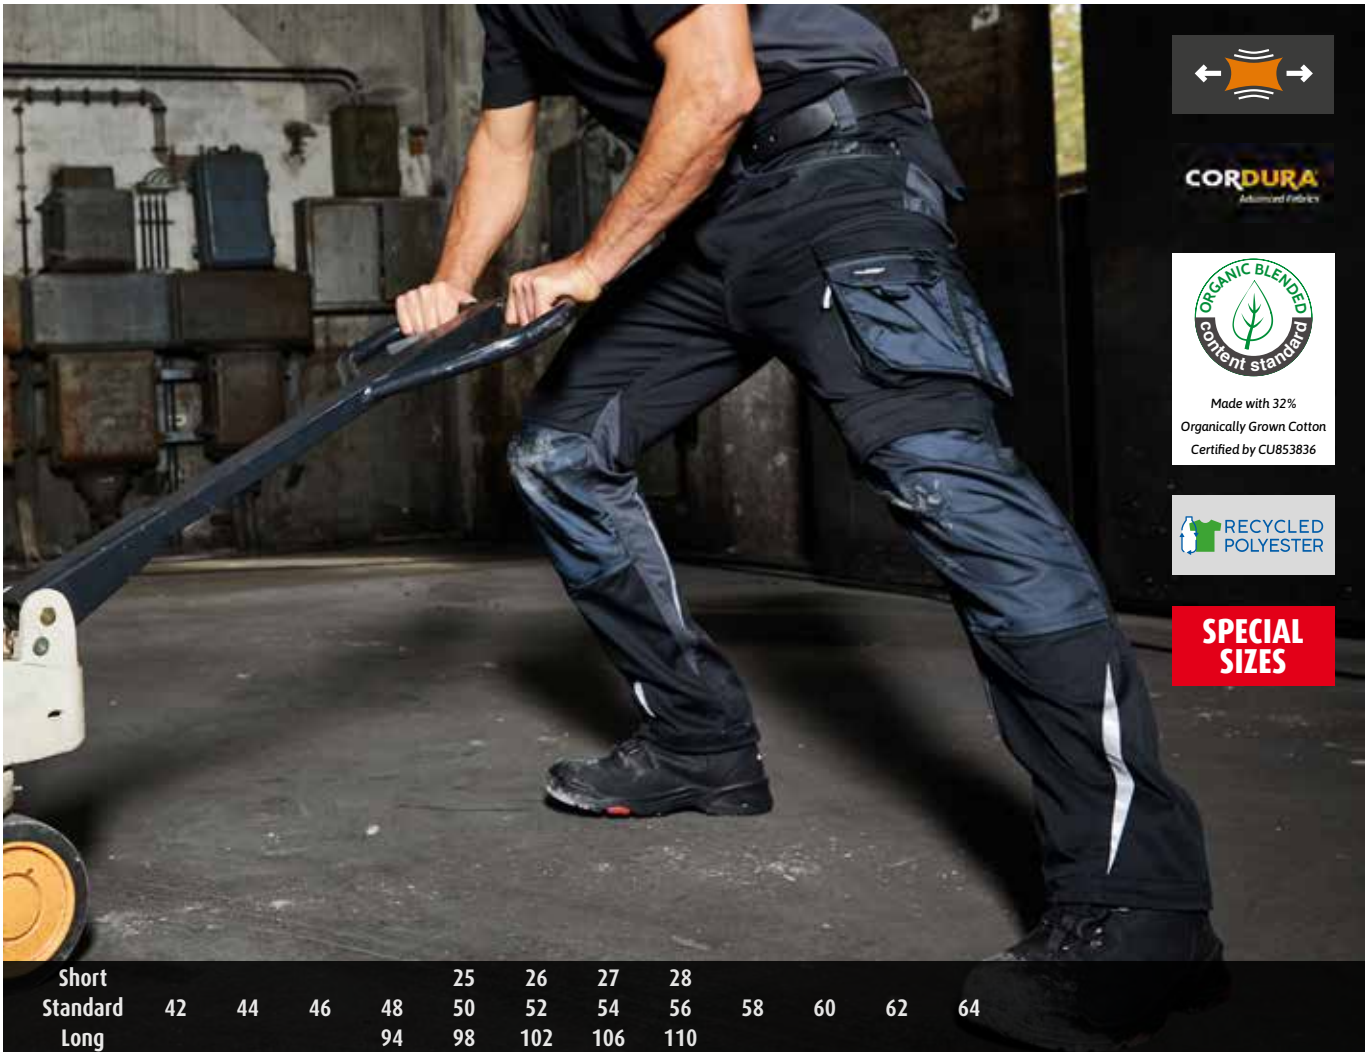 CORDURA
Advanced Fabrics
ORGANIC BLENDED
content standard
Made with 32%
Organically Grown Cotton
Certified by CU853836
RECYCLED
POLYESTER
SPECIAL
SIZES
Short 25 26 27 28
Standard 42 44 46 48 50 52 54 56 58 60 62 64
Long 94 98 102 106 110